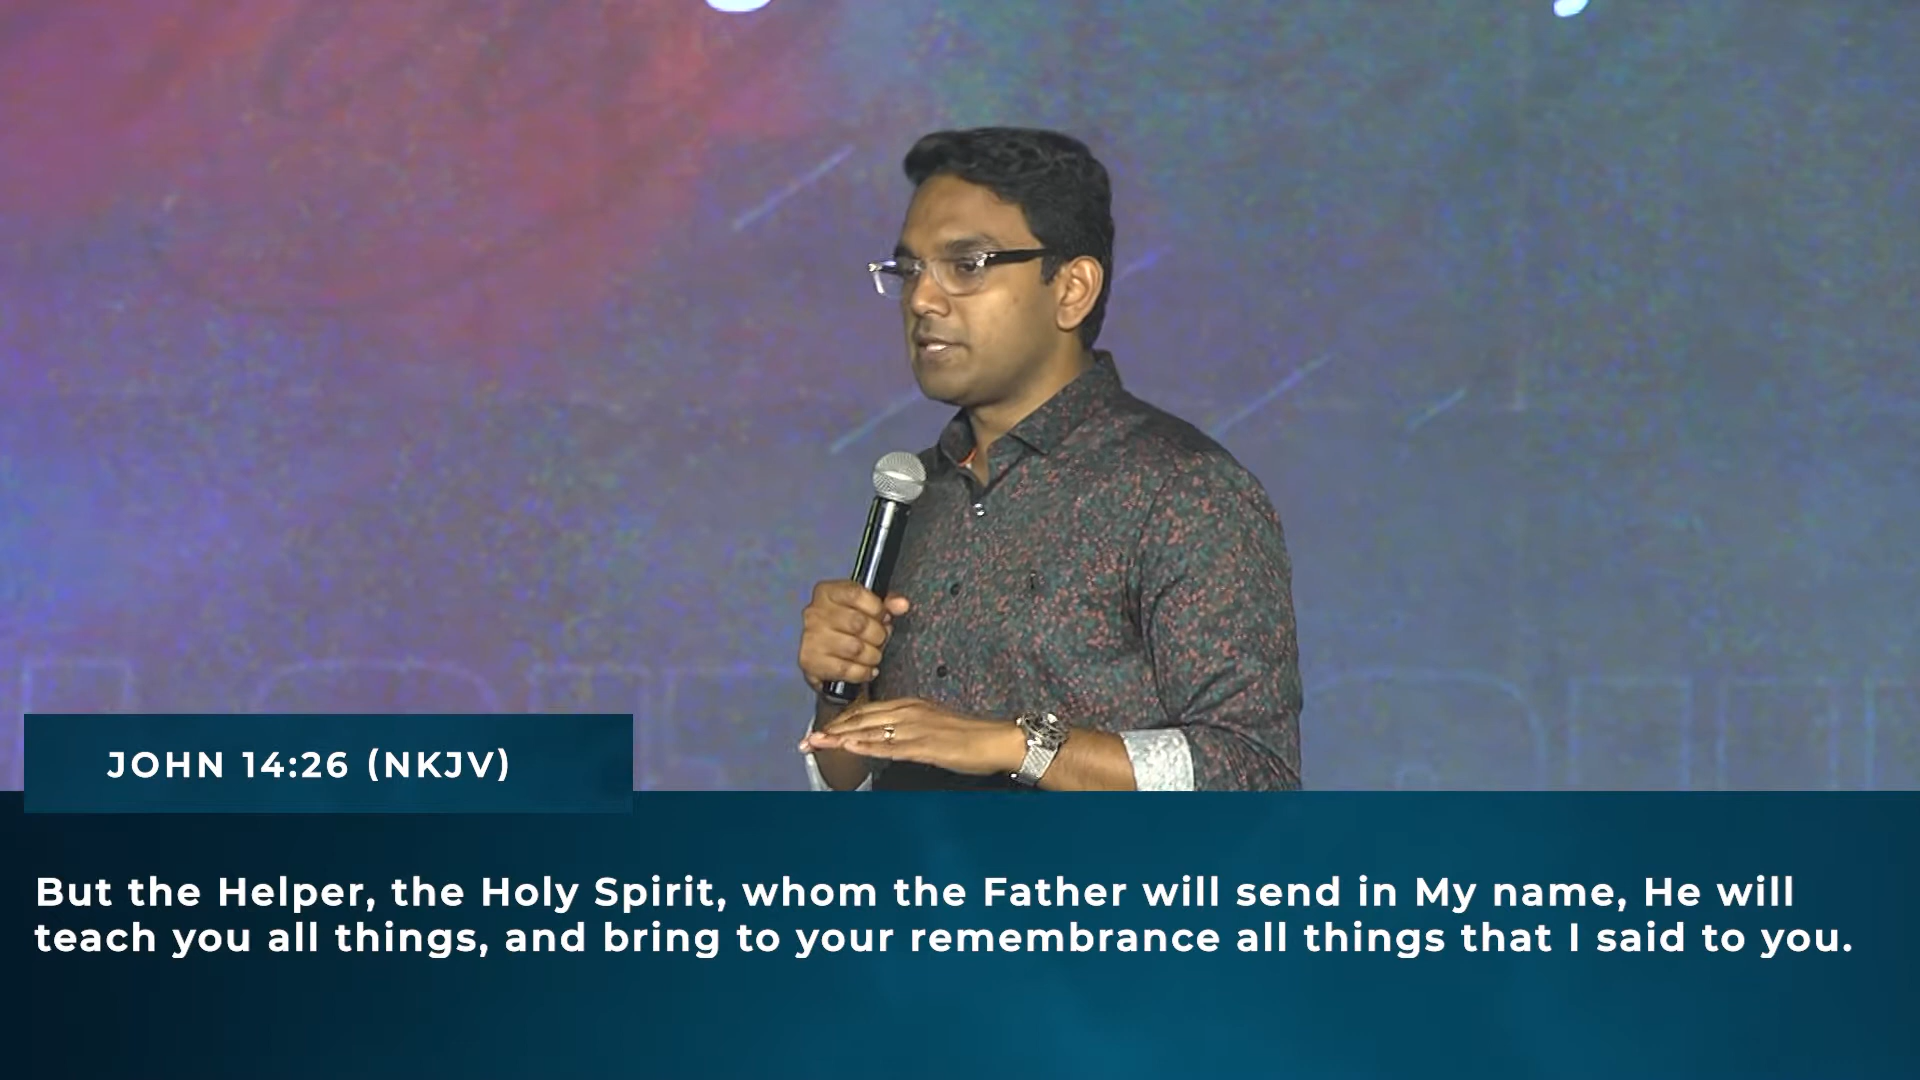 JOHN 14:26 (NKJV)
But the Helper, the Holy Spirit, whom the Father will send in My name, He will
teach you all things, and bring to your remembrance all things that I said to you.